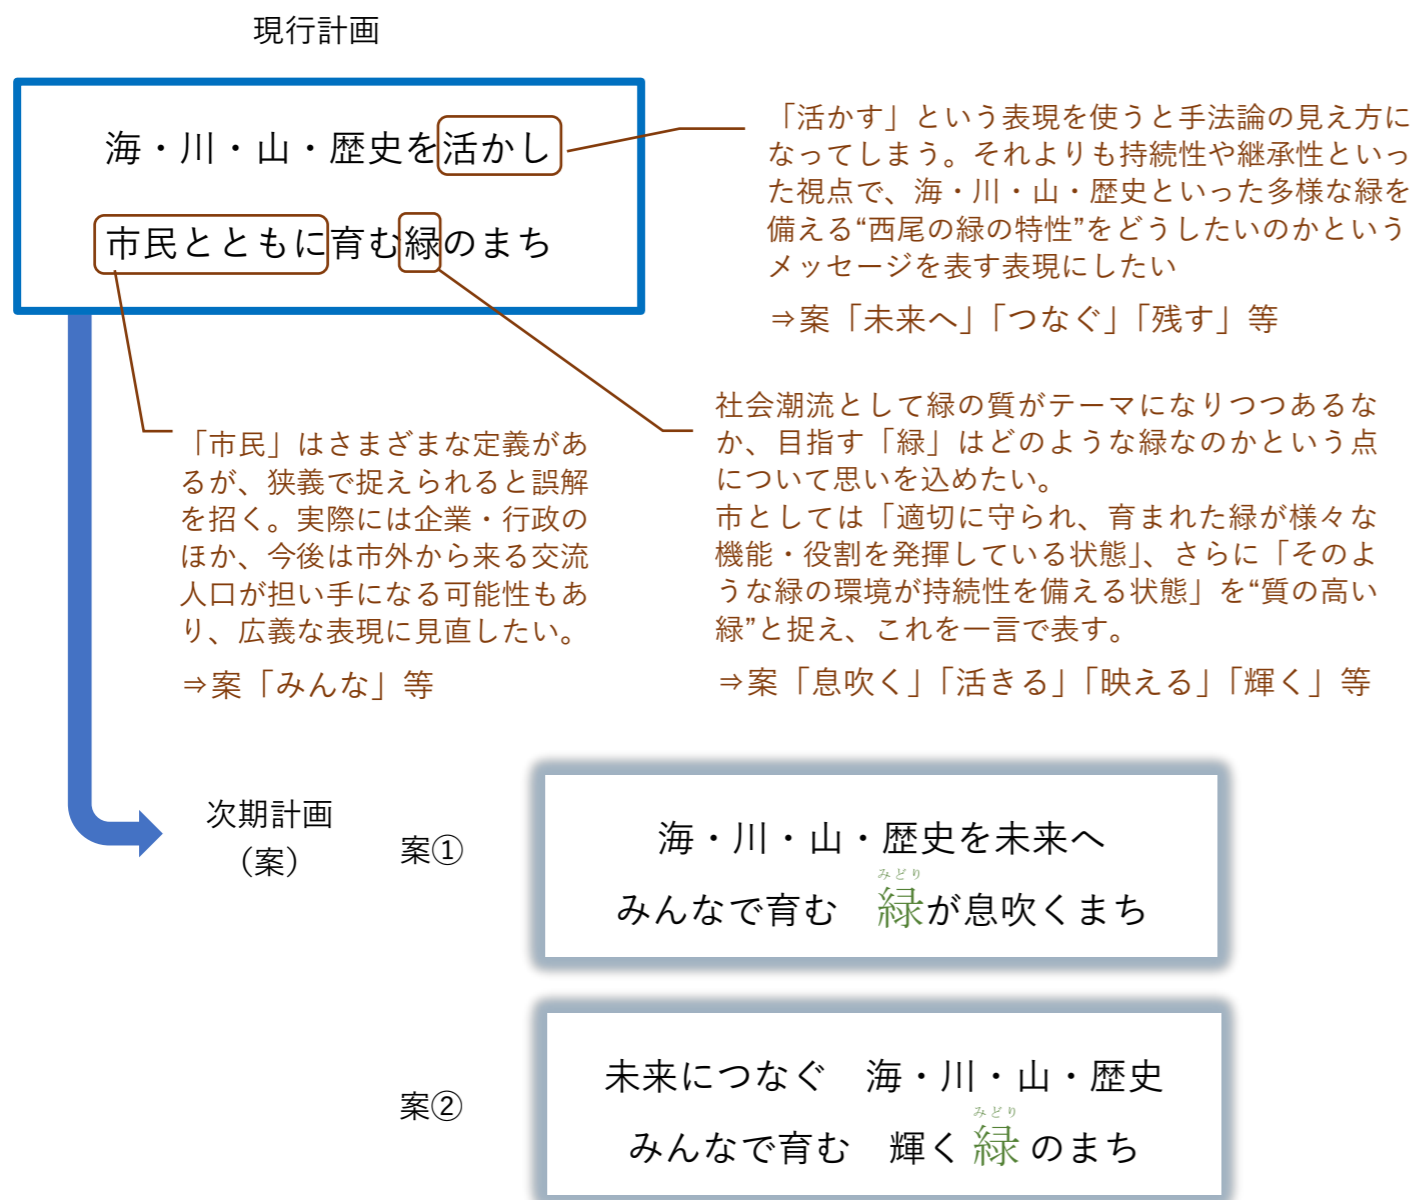 現行計画
海・川・山・歴史を活かし
市民とともに育む緑のまち
「活かす」という表現を使うと手法論の見え方に
なってしまう。それよりも持続性や継承性といっ
た視点で、海・川・山・歴史といった多様な緑を
備える“西尾の緑の特性”をどうしたいのかという
メッセージを表す表現にしたい
⇒案「未来へ」「つなぐ」「残す」等
「市民」はさまざまな定義があ
るが、狭義で捉えられると誤解
を招く。実際には企業・行政の
ほか、今後は市外から来る交流
人口が担い手になる可能性もあ
り、広義な表現に見直したい。
⇒案「みんな」等
社会潮流として緑の質がテーマになりつつあるな
か、目指す「緑」はどのような緑なのかという点
について思いを込めたい。
市としては「適切に守られ、育まれた緑が様々な
機能・役割を発揮している状態」、さらに「そのよ
うな緑の環境が持続性を備える状態」を“質の高い
緑”と捉え、これを一言で表す。
⇒案「息吹く」「活きる」「映える」「輝く」等
次期計画
（案）
案①
海・川・山・歴史を未来へ
みどり
みんなで育む　緑が息吹くまち
案②
未来につなぐ　海・川・山・歴史
みどり
みんなで育む　輝く緑のまち